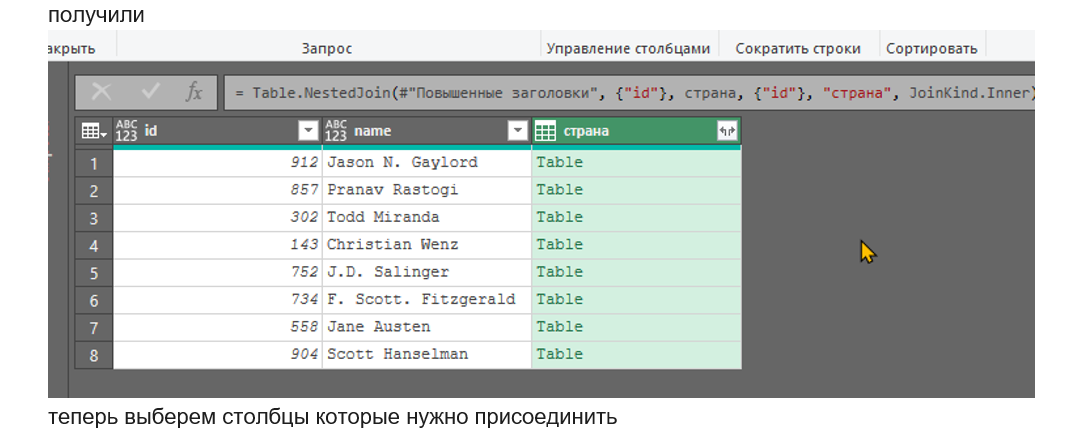 получили
акрыть Запрос Управление столбцами Сократить строки Сортировать
fx = Table.NestedJoin(#"Повышенные заголовки", {"id"}, страна, {"id"}, "страна", JoinKind.Inner)
ABC 123 id ABC 123 name страна
1 912 Jason N. Gaylord Table
2 857 Pranav Rastogi Table
3 302 Todd Miranda Table
4 143 Christian Wenz Table
5 752 J.D. Salinger Table
6 734 F. Scott. Fitzgerald Table
7 558 Jane Austen Table
8 904 Scott Hanselman Table
теперь выберем столбцы которые нужно присоединить